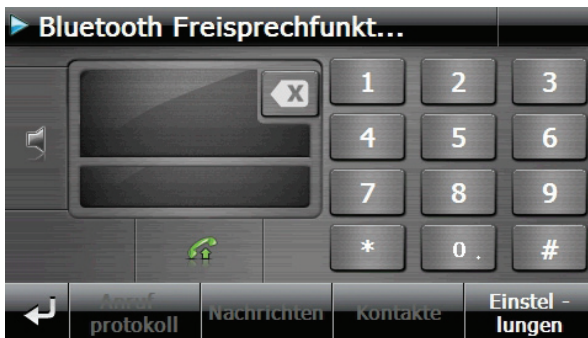 Bluetooth Freisprechfunkt...
1 2 3
4 5 6
7 8 9
* 0 . #
Anruf
protokoll
Nachrichten
Kontakte
Einstel -
lungen